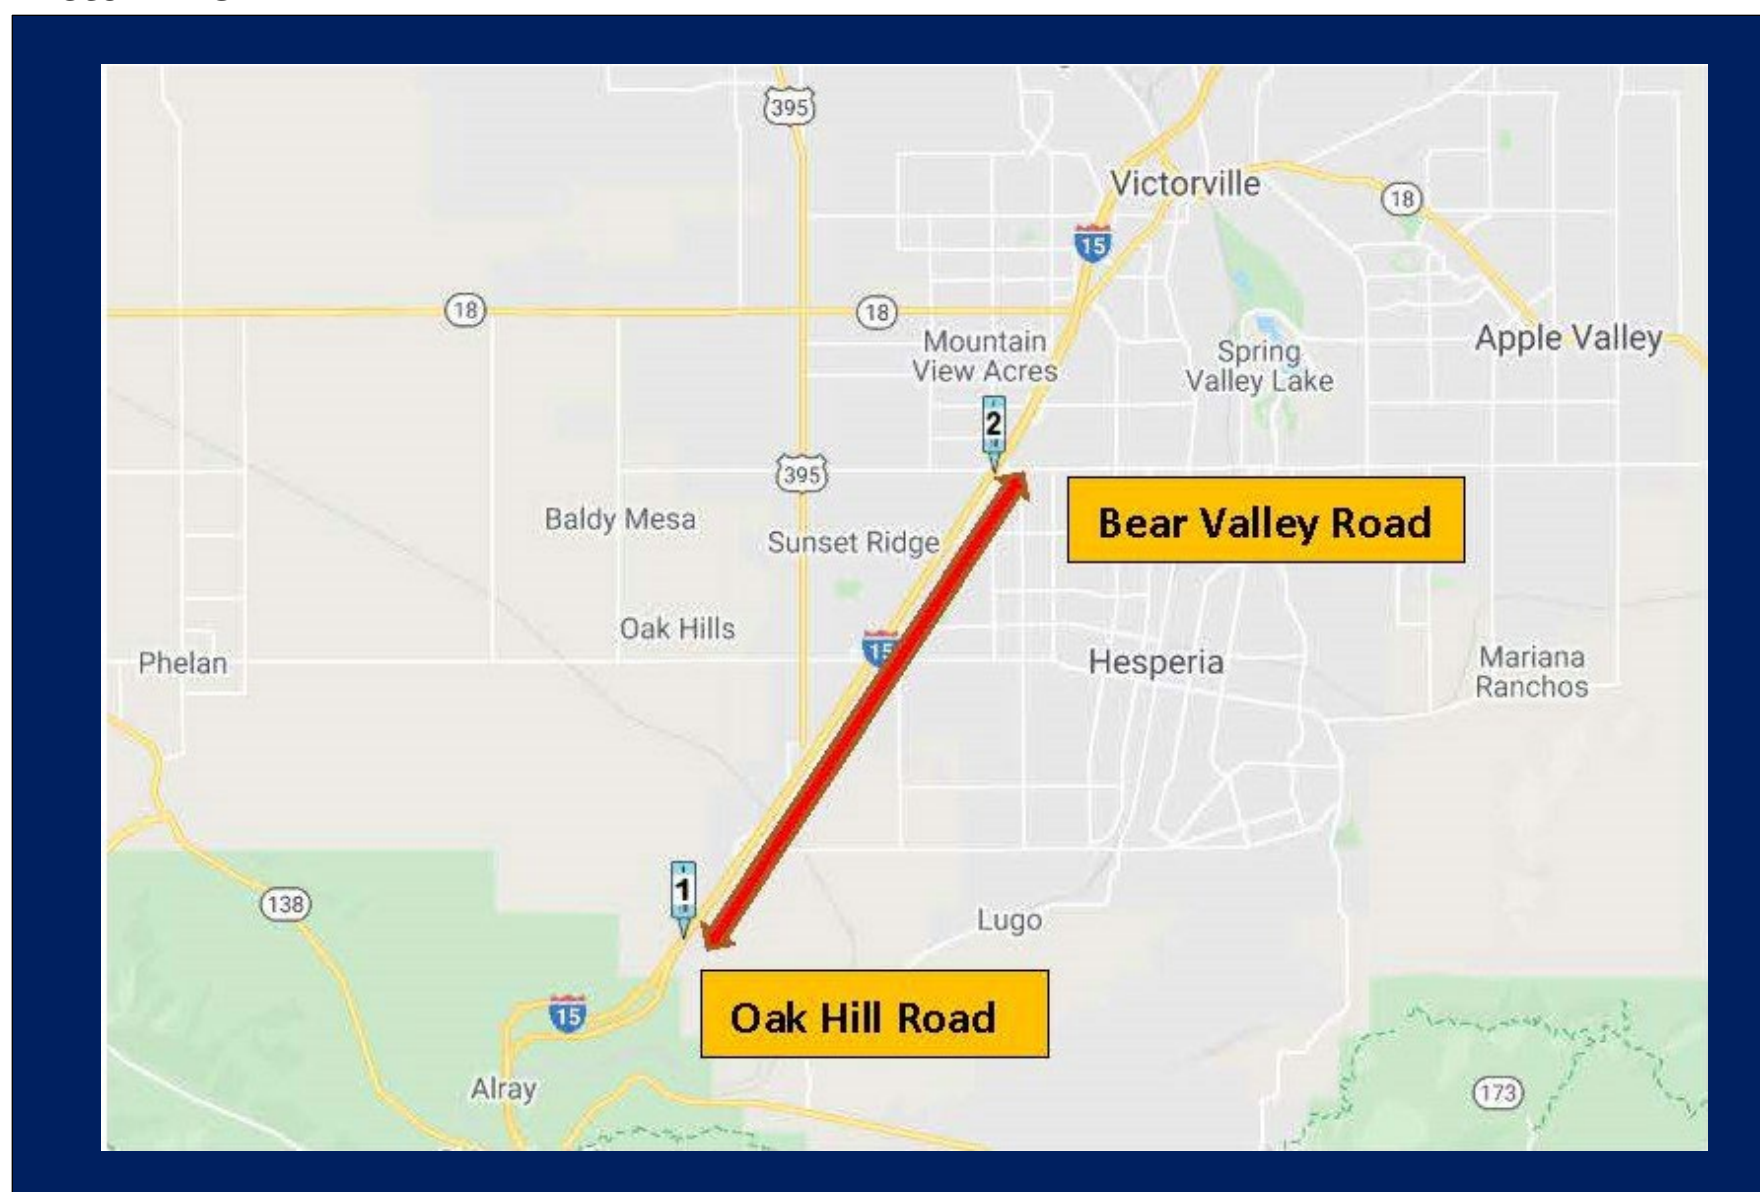 395
Victorville
18
15
18
18
Mountain
View Acres
Spring
Valley Lake
Apple Valley
2
395
Bear Valley Road
Baldy Mesa
Sunset Ridge
Oak Hills
15
Phelan
Hesperia
Mariana
Ranchos
1
138
Lugo
15
Oak Hill Road
Alray
173